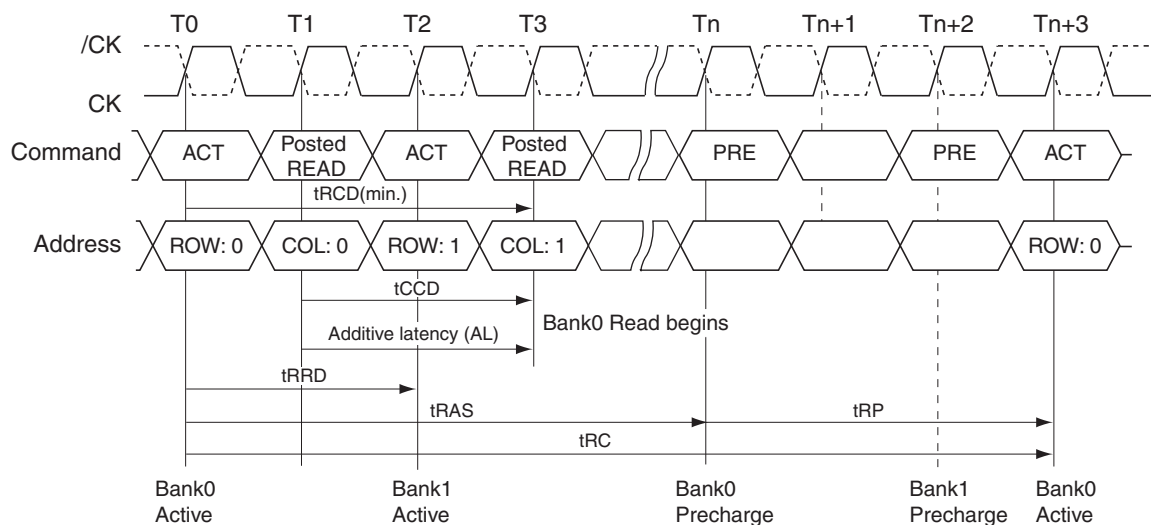 T0 T1 T2 T3 Tn Tn+1 Tn+2 Tn+3
/CK
CK
Command ACT Posted READ ACT Posted READ PRE PRE ACT
tRCD(min.)
Address ROW: 0 COL: 0 ROW: 1 COL: 1 ROW: 0
tCCD
Bank0 Read begins
Additive latency (AL)
tRRD
tRAS tRP
tRC
Bank0 Bank1 Bank0 Bank1 Bank0
Active Active Precharge Precharge Active